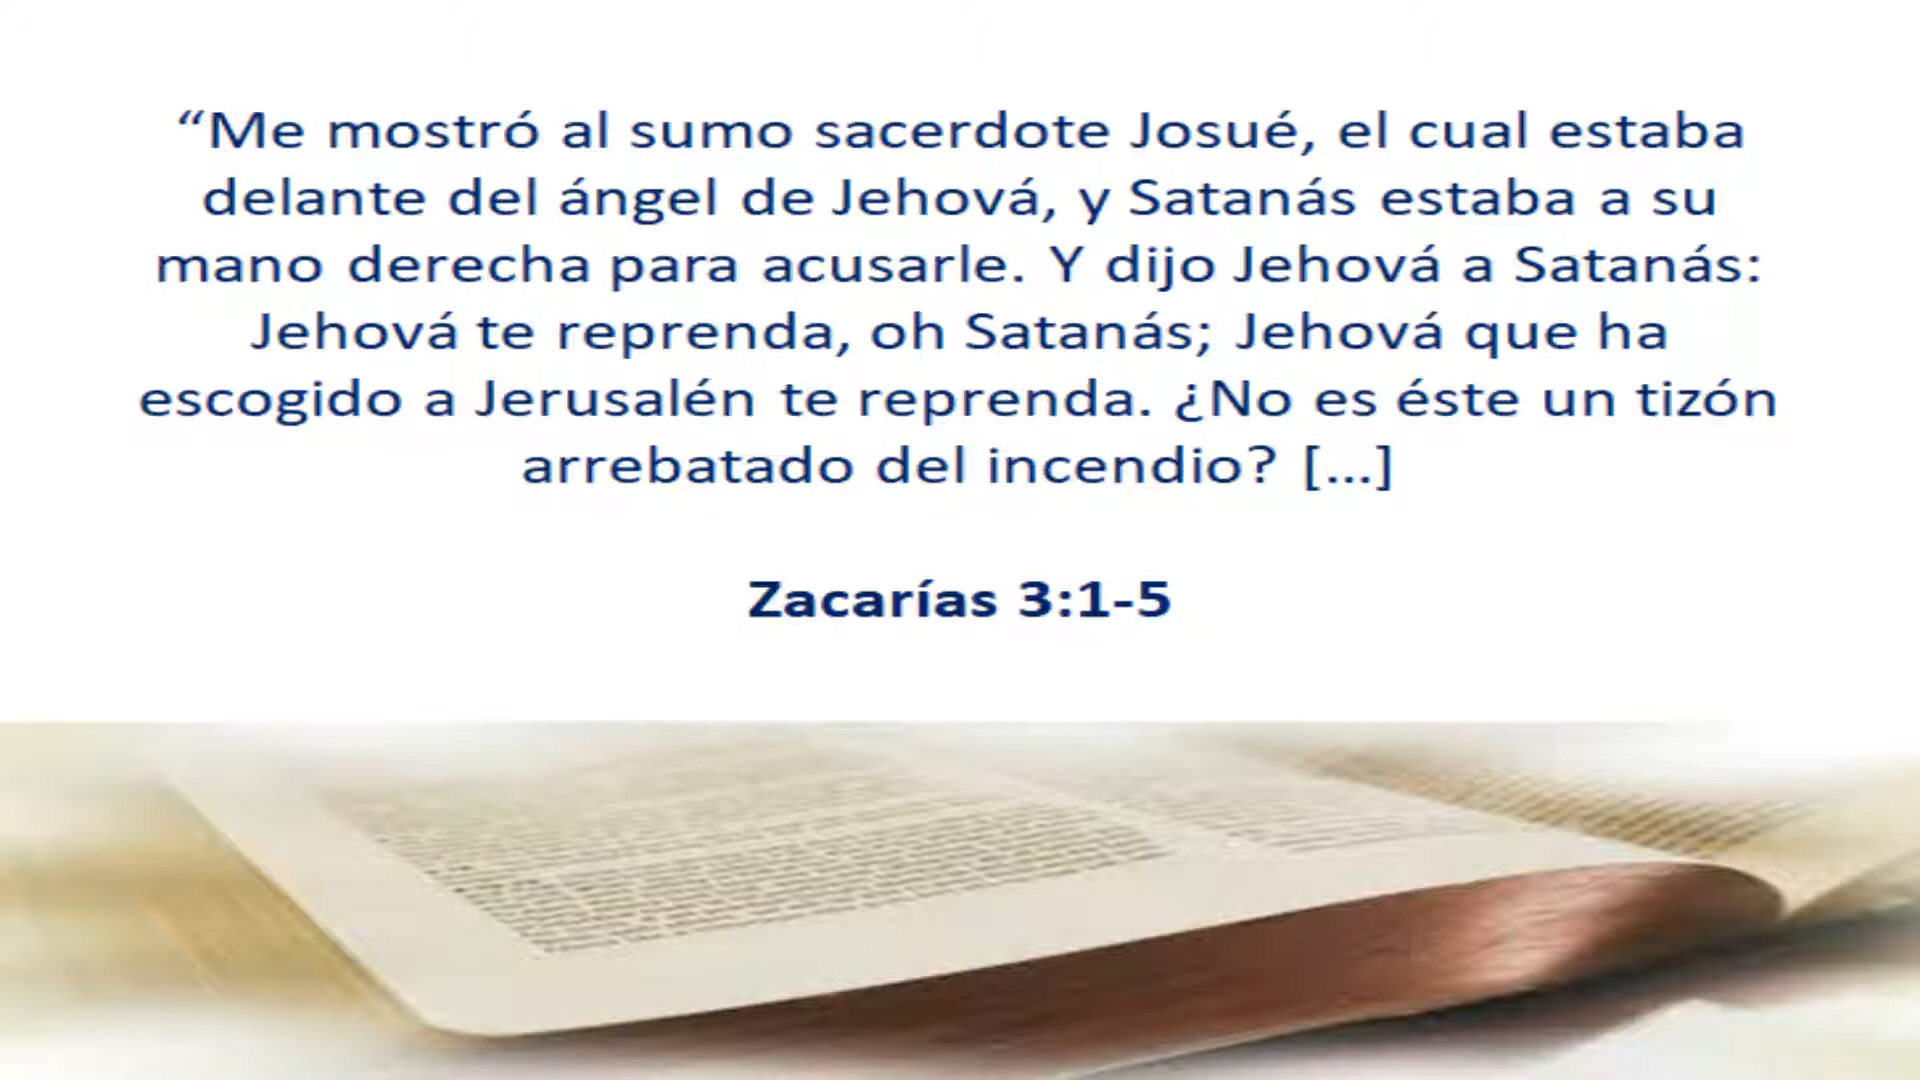 “Me mostró al sumo sacerdote Josué, el cual estaba
delante del ángel de Jehová, y Satanás estaba a su
mano derecha para acusarle. Y dijo Jehová a Satanás:
Jehová te reprenda, oh Satanás; Jehová que ha
escogido a Jerusalén te reprenda. ¿No es éste un tizón
arrebatado del incendio? [...]
Zacarías 3:1-5